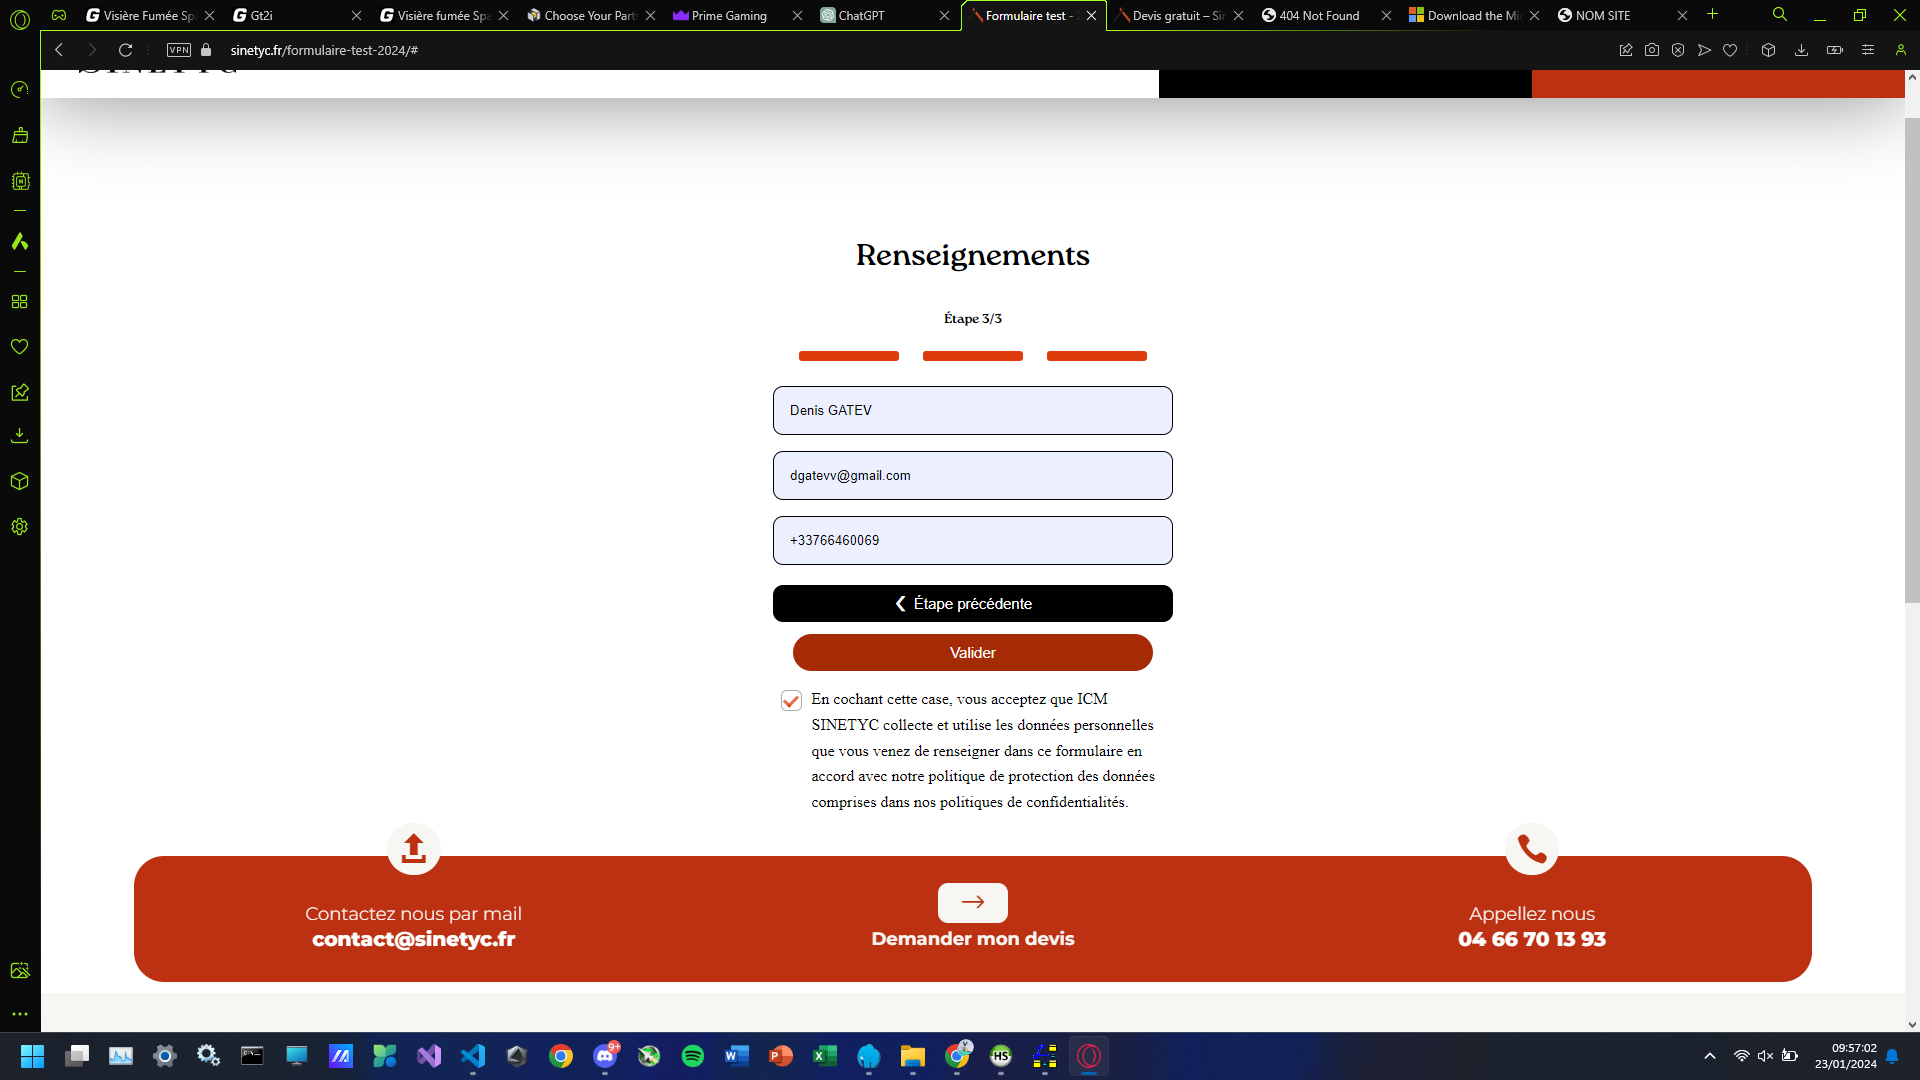 Visière Fumée Spa
Gt2i
Visière fumée Spa
Choose Your Part
Prime Gaming
ChatGPT
Formulaire test -
Devis gratuit – Sin
404 Not Found
Download the Mi
NOM SITE
VPN
sinetyc.fr/formulaire-test-2024/#
Renseignements
Étape 3/3
Denis GATEV
dgatevv@gmail.com
+33766460069
❮ Étape précédente
Valider
En cochant cette case, vous acceptez que ICM
SINETYC collecte et utilise les données personnelles
que vous venez de renseigner dans ce formulaire en
accord avec notre politique de protection des données
comprises dans nos politiques de confidentialités.
Contactez nous par mail
contact@sinetyc.fr
Demander mon devis
Appellez nous
04 66 70 13 93
9+
HS
09:57:02
23/01/2024